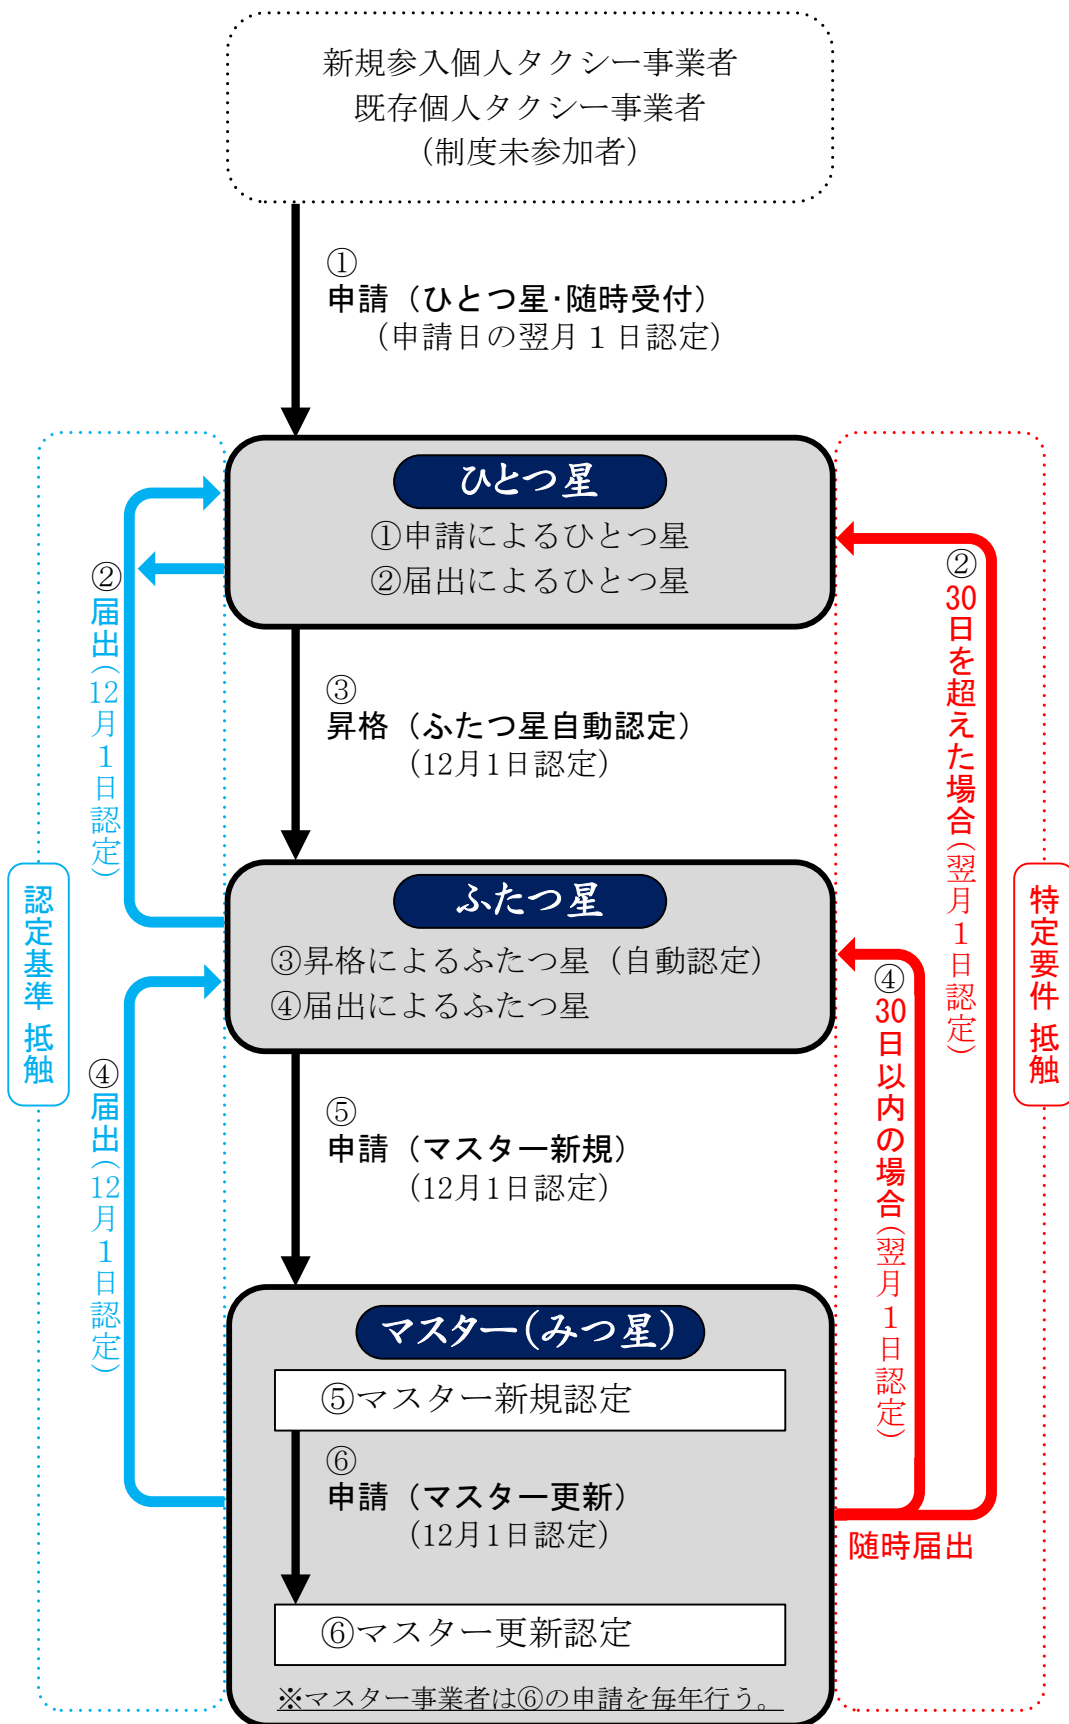 新規参入個人タクシー事業者
既存個人タクシー事業者
（制度未参加者）
①
申請（ひとつ星･随時受付）
（申請日の翌月１日認定）
ひとつ星
①申請によるひとつ星
②届出によるひとつ星
②届出（12月１日認定）
②30日を超えた場合（翌月１日認定）
③
昇格（ふたつ星自動認定）
（12月1日認定）
認定基準 抵触
特定要件 抵触
ふたつ星
③昇格によるふたつ星（自動認定）
④届出によるふたつ星
④届出（12月１日認定）
④30日以内の場合（翌月１日認定）
⑤
申請（マスター新規）
（12月1日認定）
マスター（みつ星）
⑤マスター新規認定
⑥
申請（マスター更新）
（12月1日認定）
随時届出
⑥マスター更新認定
※マスター事業者は⑥の申請を毎年行う。